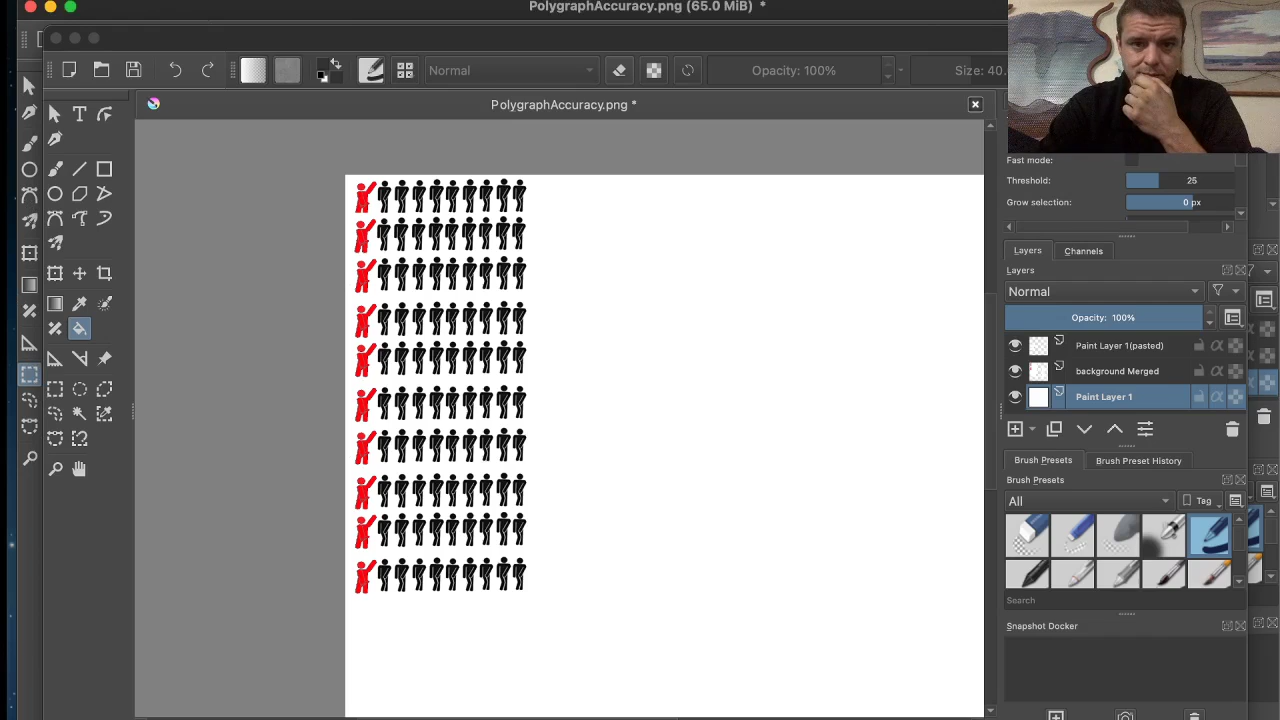 PolygraphAccuracy.png (65.0 MiB) *
Normal
Opacity: 100%
Size: 40.
PolygraphAccuracy.png *
Fast mode:
Threshold:
25
Grow selection:
0 px
Layers
Channels
Layers
Normal
Opacity: 100%
Paint Layer 1(pasted)
background Merged
Paint Layer 1
Brush Presets
Brush Preset History
Brush Presets
All
Tag
Search
Snapshot Docker